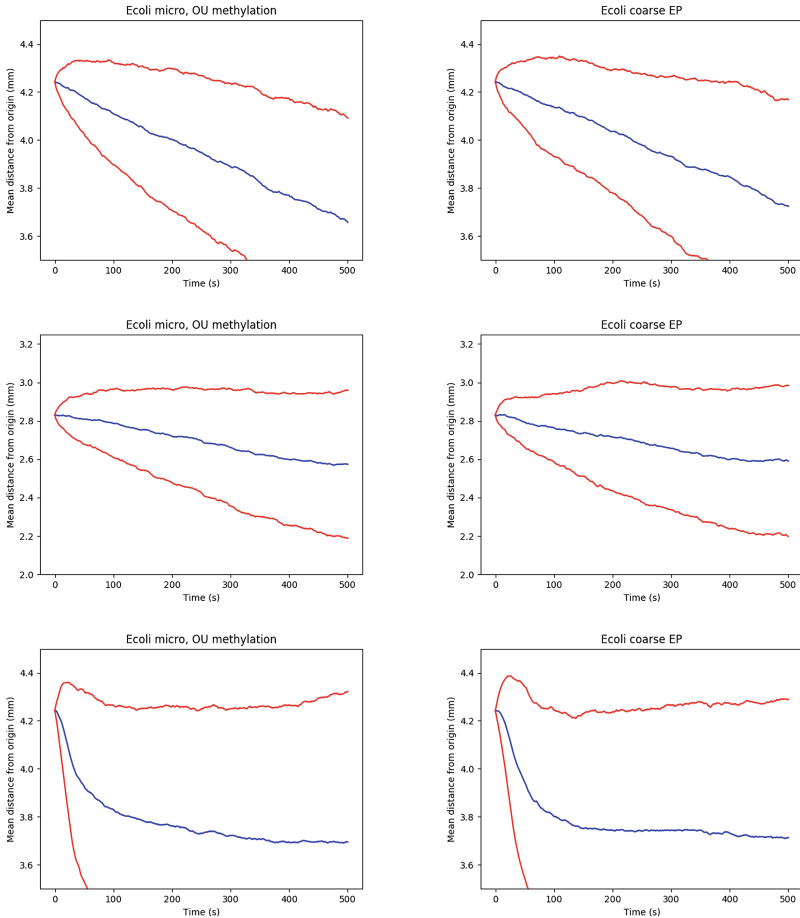 Ecoli micro, OU methylation
Mean distance from origin (mm)
4.4
4.2
4.0
3.8
3.6
0 100 200 300 400 500
Time (s)
Ecoli coarse EP
Mean distance from origin (mm)
4.4
4.2
4.0
3.8
3.6
0 100 200 300 400 500
Time (s)
Ecoli micro, OU methylation
Mean distance from origin (mm)
3.2
3.0
2.8
2.6
2.4
2.2
2.0
0 100 200 300 400 500
Time (s)
Ecoli coarse EP
Mean distance from origin (mm)
3.2
3.0
2.8
2.6
2.4
2.2
2.0
0 100 200 300 400 500
Time (s)
Ecoli micro, OU methylation
Mean distance from origin (mm)
4.4
4.2
4.0
3.8
3.6
0 100 200 300 400 500
Time (s)
Ecoli coarse EP
Mean distance from origin (mm)
4.4
4.2
4.0
3.8
3.6
0 100 200 300 400 500
Time (s)